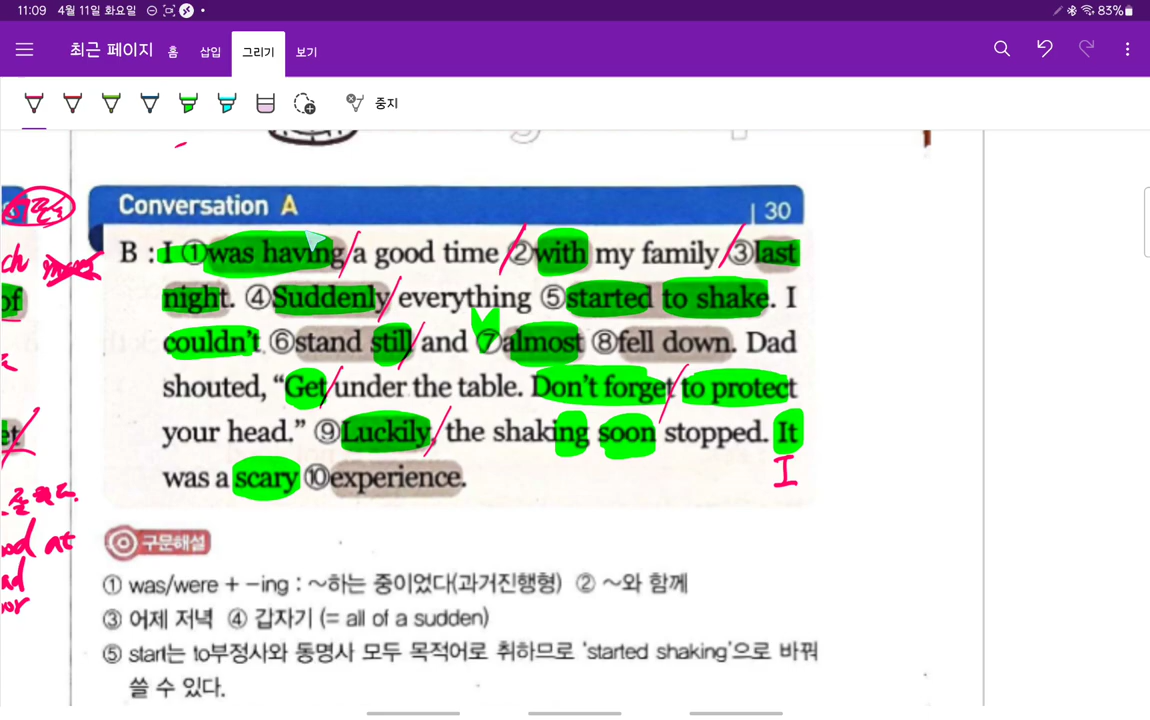 11:09 4월 11일 화요일 83%
최근 페이지 홈 삽입 그리기 보기
중지
Conversation A 30
B : I ①was having a good time ②with my family ③last
night. ④Suddenly everything ⑤started to shake. I
couldn't ⑥stand still and ⑦almost ⑧fell down. Dad
shouted, “Get under the table. Don't forget to protect
your head.” ⑨Luckily, the shaking soon stopped. It
was a scary ⑩experience.
I
ch
of
et
ood at
구문해설
① was/were + -ing : ~하는 중이었다(과거진행형) ② ~와 함께
③ 어제 저녁 ④ 갑자기 (= all of a sudden)
⑤ start는 to부정사와 동명사 모두 목적어로 취하므로 ‘started shaking’으로 바꿔
쓸 수 있다.